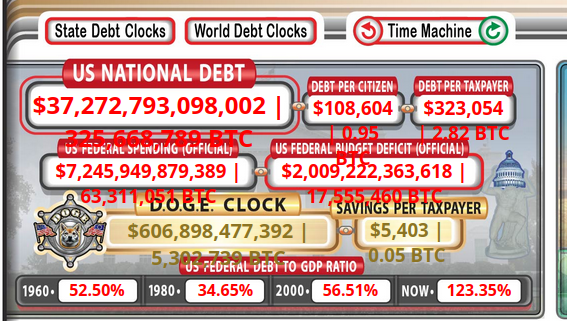 State Debt Clocks World Debt Clocks Time Machine
US NATIONAL DEBT
$37,272,793,098,002 |
325,668,789 BTC
DEBT PER CITIZEN
$108,604
| 0.95
BTC
DEBT PER TAXPAYER
$323,054
| 2.82 BTC
US FEDERAL SPENDING (OFFICIAL)
$7,245,949,879,389 |
63,311,051 BTC
US FEDERAL BUDGET DEFICIT (OFFICIAL)
$2,009,222,363,618 |
17,555,460 BTC
DOGE
D.O.G.E. CLOCK
$606,898,477,392 |
5,302,739 BTC
SAVINGS PER TAXPAYER
$5,403 |
0.05 BTC
US FEDERAL DEBT TO GDP RATIO
1960• 52.50% 1980• 34.65% 2000• 56.51% NOW• 123.35%